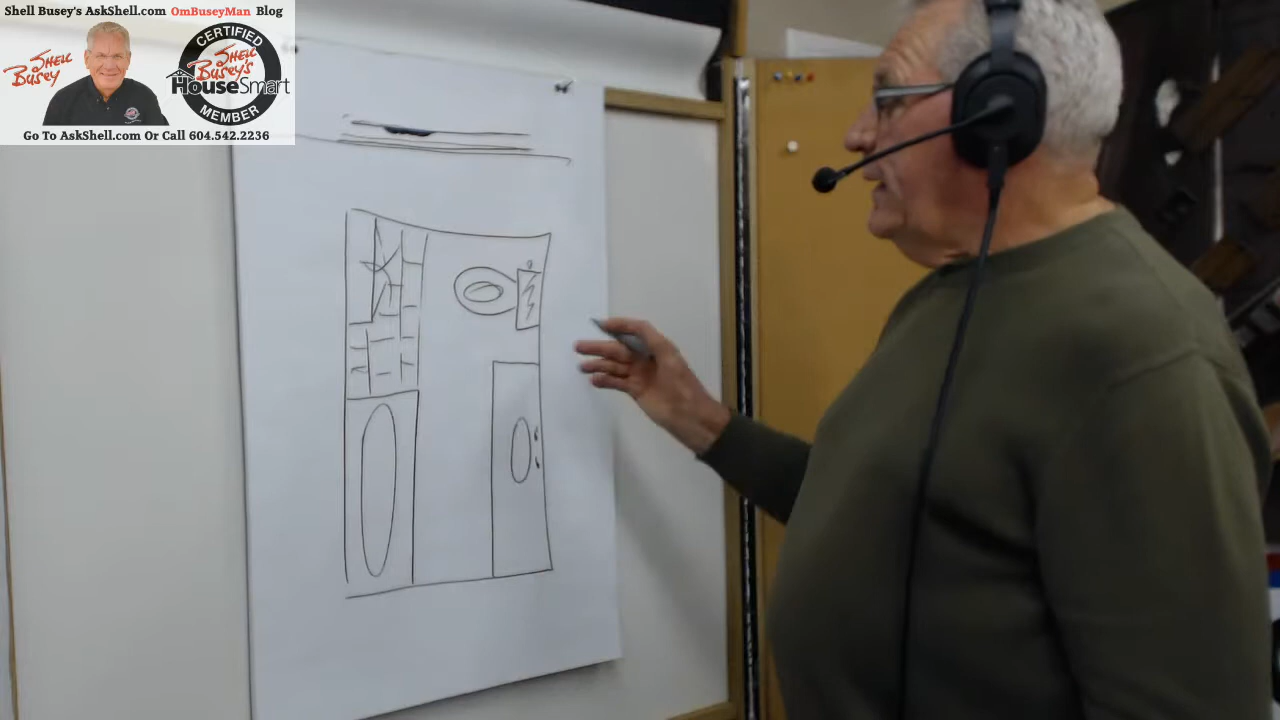 Shell Busey's AskShell.com OmBuseyMan Blog
SHELL
BUSEY
CERTIFIED
SHELL
BUSEY'S
HOUSESmart
MEMBER
Go To AskShell.com Or Call 604.542.2236